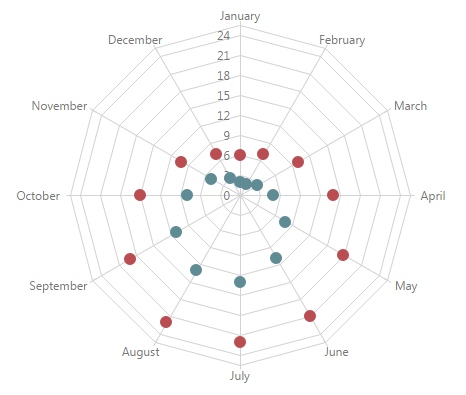 January
24
December
February
21
18
15
November
March
12
9
6
3
October
0
April
September
May
August
June
July